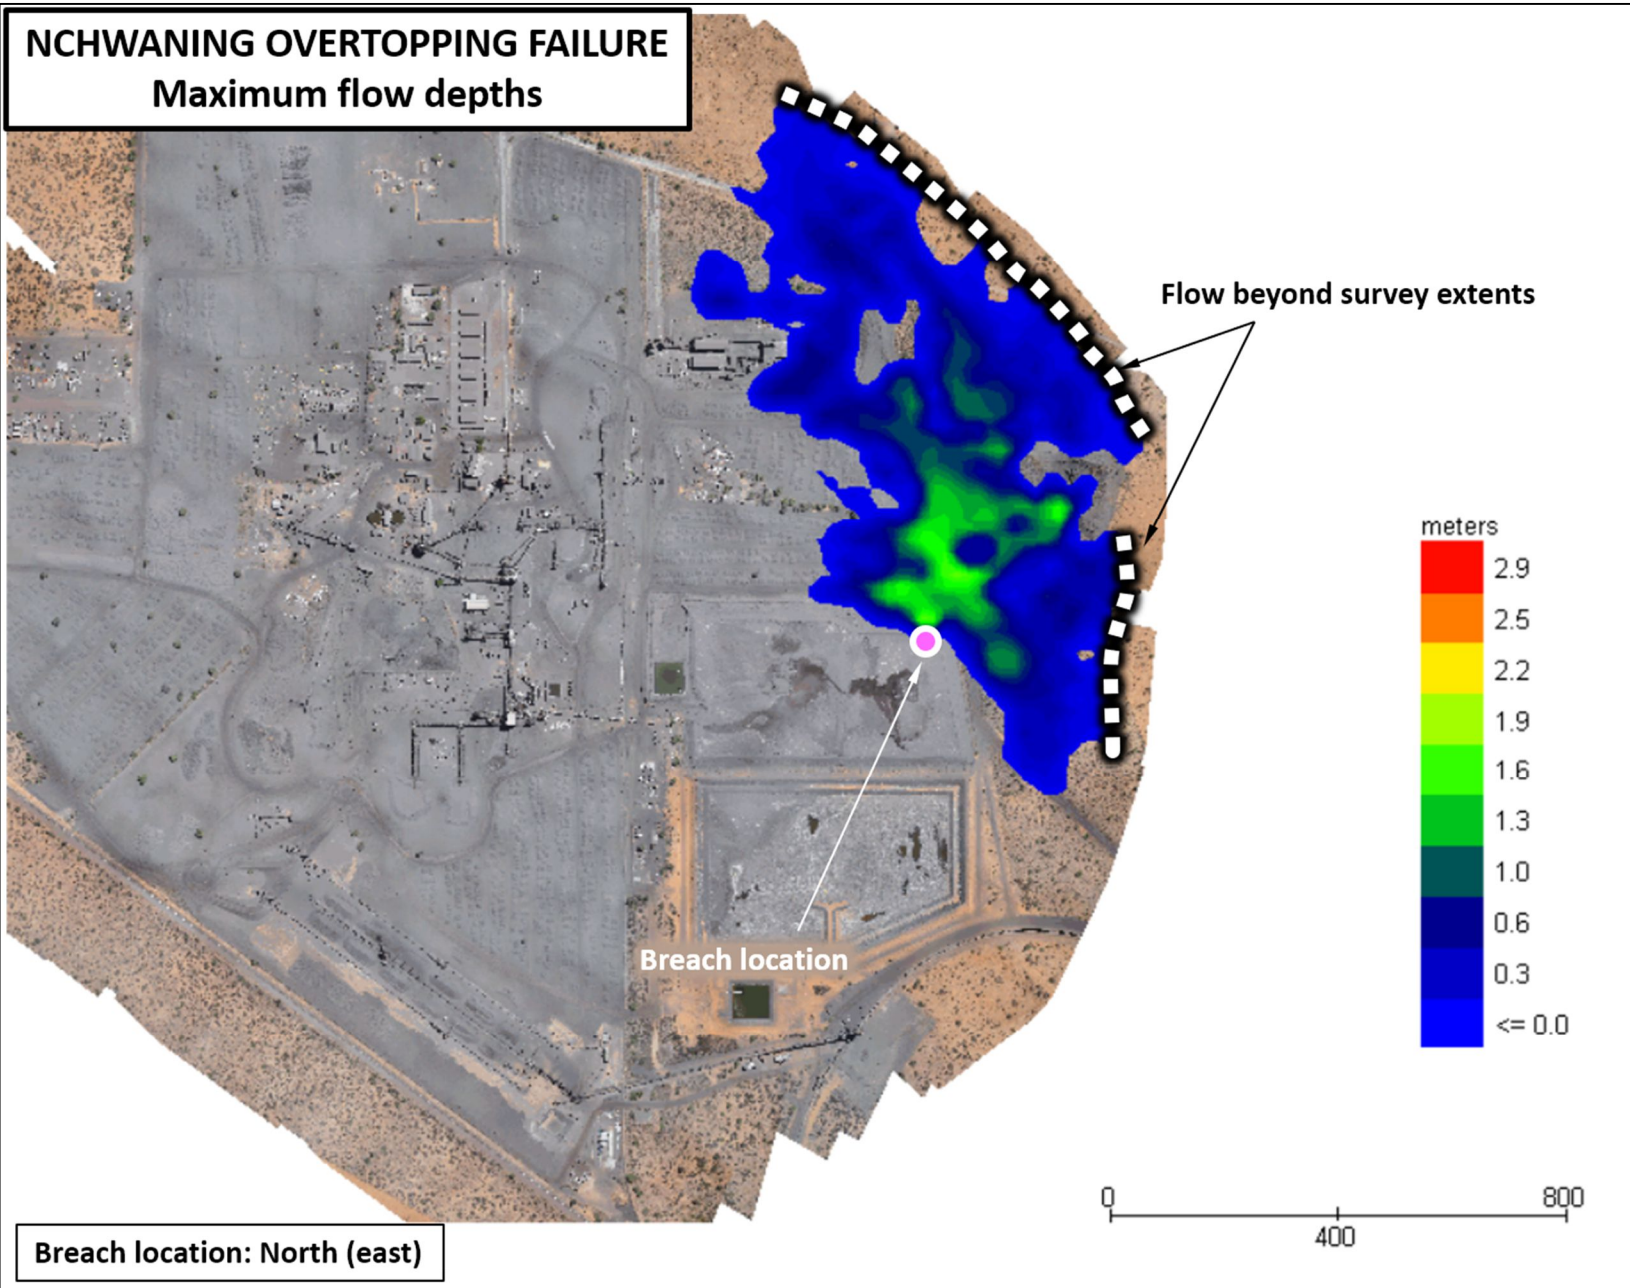 NCHWANING OVERTOPPING FAILURE
Maximum flow depths
Flow beyond survey extents
meters
2.9
2.5
2.2
1.9
1.6
1.3
1.0
0.6
0.3
<= 0.0
Breach location
0 800
400
Breach location: North (east)